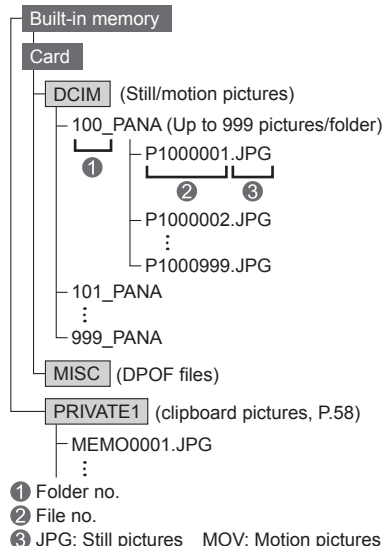 Built-in memory
Card
DCIM (Still/motion pictures)
100_PANA (Up to 999 pictures/folder)
P1000001.JPG
1
2 3
P1000002.JPG
P1000999.JPG
101_PANA
999_PANA
MISC (DPOF files)
PRIVATE1 (clipboard pictures, P.58)
MEMO0001.JPG
1 Folder no.
2 File no.
3 JPG: Still pictures MOV: Motion pictures